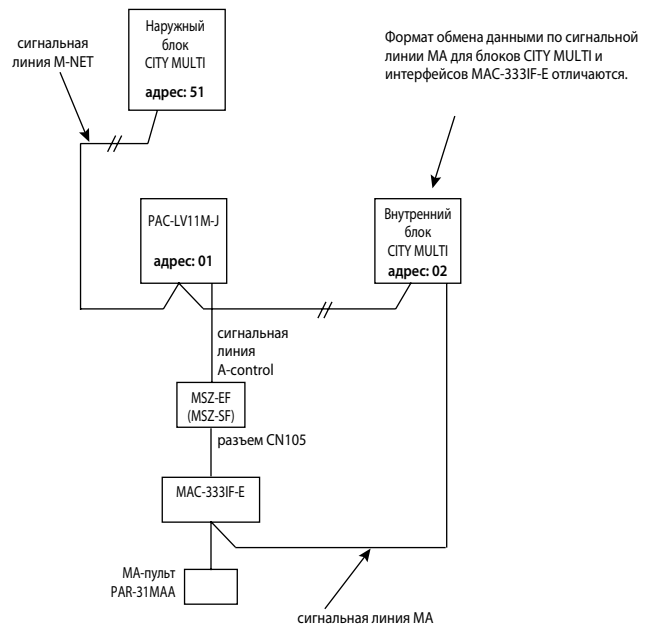 Наружный
блок
CITY MULTI
адрес: 51
сигнальная
линия M-NET
Формат обмена данными по сигнальной
линии MA для блоков CITY MULTI и
интерфейсов MAC-333IF-E отличаются.
PAC-LV11M-J
адрес: 01
Внутренний
блок
CITY MULTI
адрес: 02
сигнальная
линия
A-control
MSZ-EF
(MSZ-SF)
разъем CN105
MAC-333IF-E
MA-пульт
PAR-31MAA
сигнальная линия MA